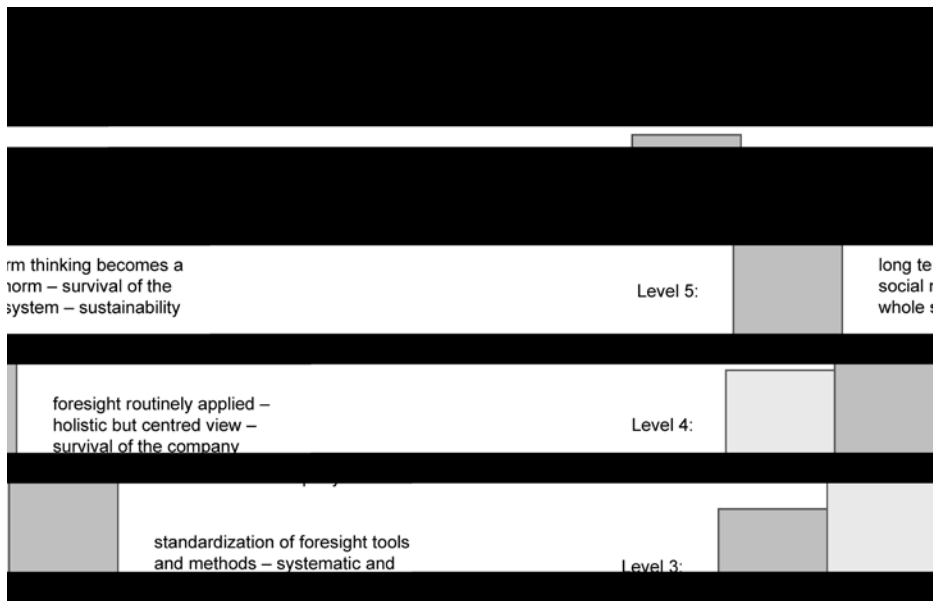 rm thinking becomes a
norm – survival of the
system – sustainability
Level 5:
long te
social
whole s
foresight routinely applied –
holistic but centred view –
survival of the company
Level 4:
standardization of foresight tools
and methods – systematic and
Level 3: